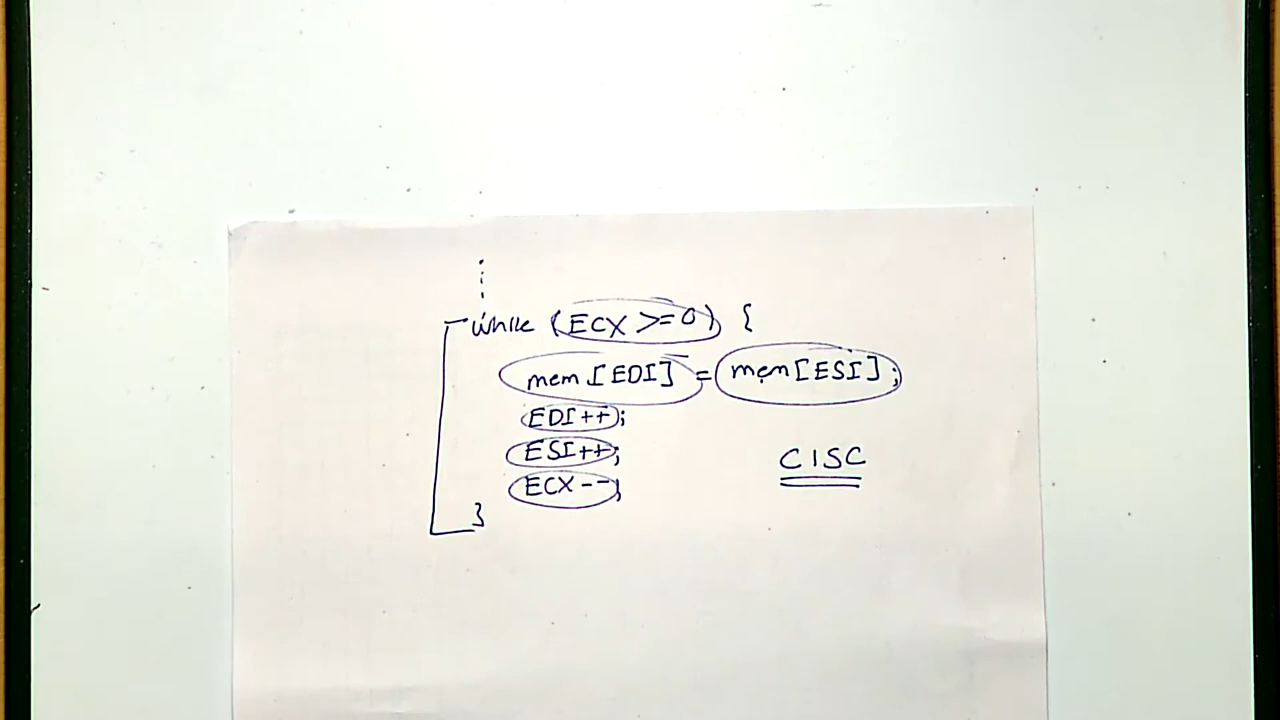 while (ECX >= 0) {
mem[EDI] = mem[ESI];
EDI++;
ESI++;
ECX--;
}
CISC